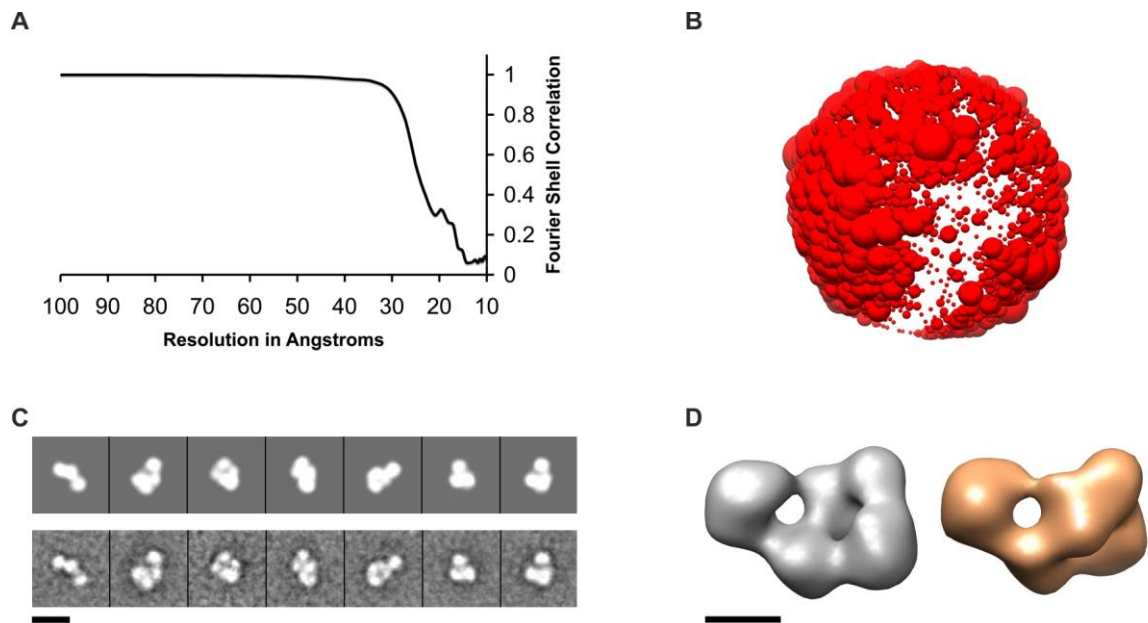 A
B
1
0.8
0.6
0.4
0.2
0
Fourier Shell Correlation
100 90 80 70 60 50 40 30 20 10
Resolution in Angstroms
C
D